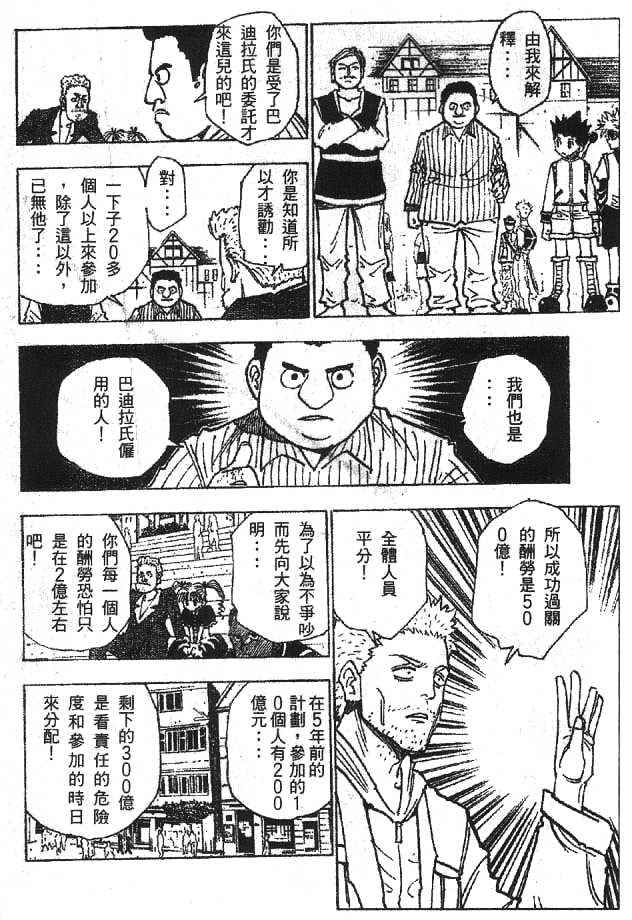 由我來解
釋...
你們是受了巴
迪拉氏的委託才
來這兒的吧!
你是知道所
以才誘勸...
對...
一下子20多
個人以上來參加
,除了這以外,
已無他了...
我們也是
...
巴迪拉氏僱
用的人!
所以成功過關
的酬勞是50
0億!
全體人員
平分!
為了以為不爭吵
而先向大家說
明...
你們每一個人
的酬勞恐怕只
是在2億左右
吧!
在5年前的
計劃,參加的1
0個人有200
億元...
剩下的300億
是看責任的危險
度和參加的時日
來分配!